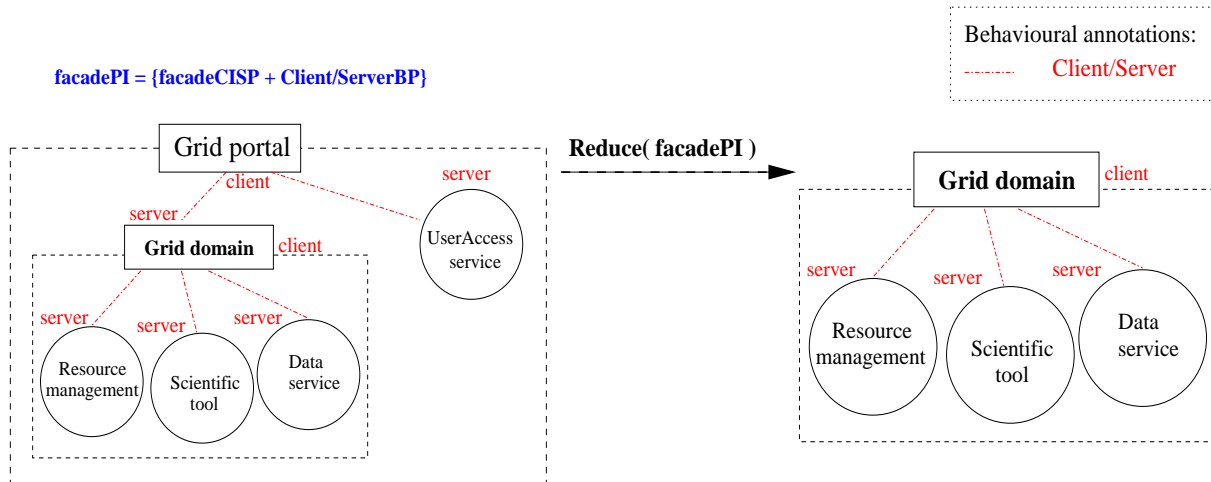 Behavioural annotations:
Client/Server
facadePI = {facadeCISP + Client/ServerBP}
Grid portal
client
server
server
Grid domain
client
UserAccess
service
server
server
server
Resource
management
Scientific
tool
Data
service
Reduce( facadePI )
Grid domain
client
server
server
server
Resource
management
Scientific
tool
Data
service